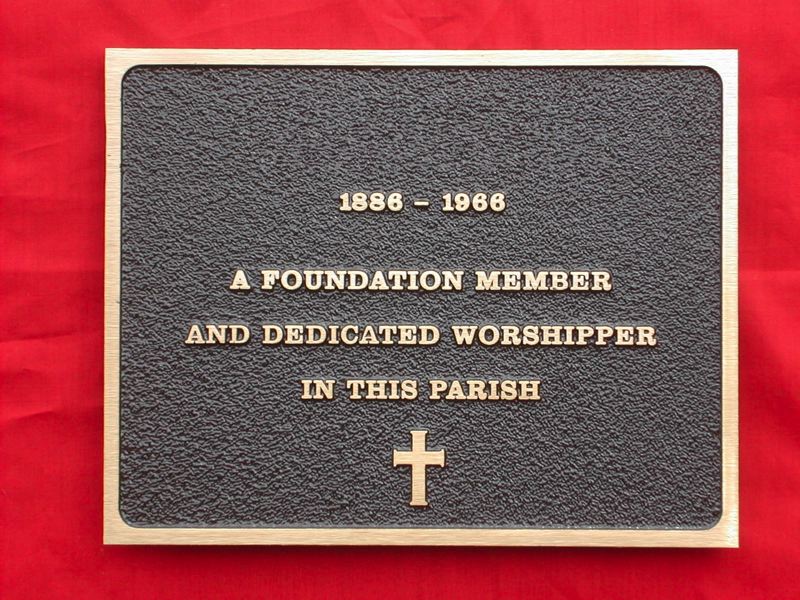 1886 - 1966
A FOUNDATION MEMBER
AND DEDICATED WORSHIPPER
IN THIS PARISH